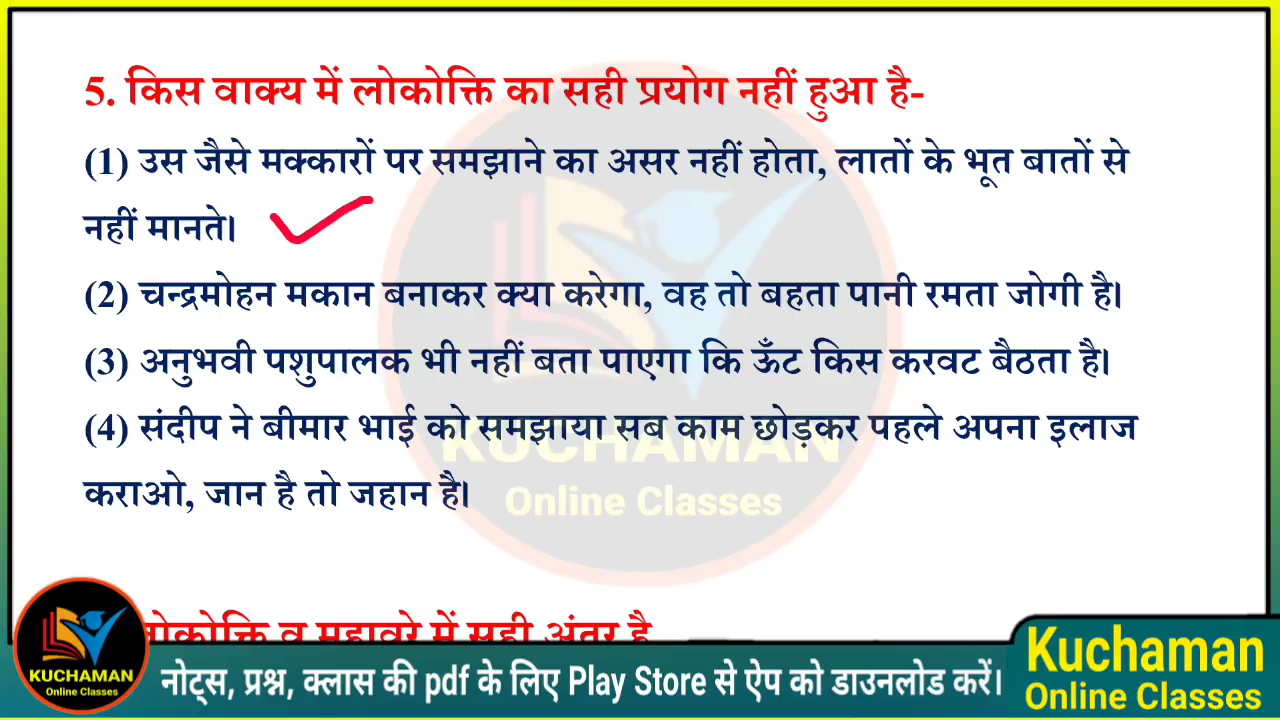 5. किस वाक्य में लोकोक्ति का सही प्रयोग नहीं हुआ है-
(1) उस जैसे मक्कारों पर समझाने का असर नहीं होता, लातों के भूत बातों से
नहीं मानते।
(2) चन्द्रमोहन मकान बनाकर क्या करेगा, वह तो बहता पानी रमता जोगी है।
(3) अनुभवी पशुपालक भी नहीं बता पाएगा कि ऊँट किस करवट बैठता है।
(4) संदीप ने बीमार भाई को समझाया सब काम छोड़कर पहले अपना इलाज
कराओ, जान है तो जहान है।
KUCHAMAN
Online Classes
लोकोक्ति व मुहावरे में सही अंतर है
KUCHAMAN
Online Classes
नोट्स, प्रश्न, क्लास की pdf के लिए Play Store से ऐप को डाउनलोड करें।
Kuchaman
Online Classes